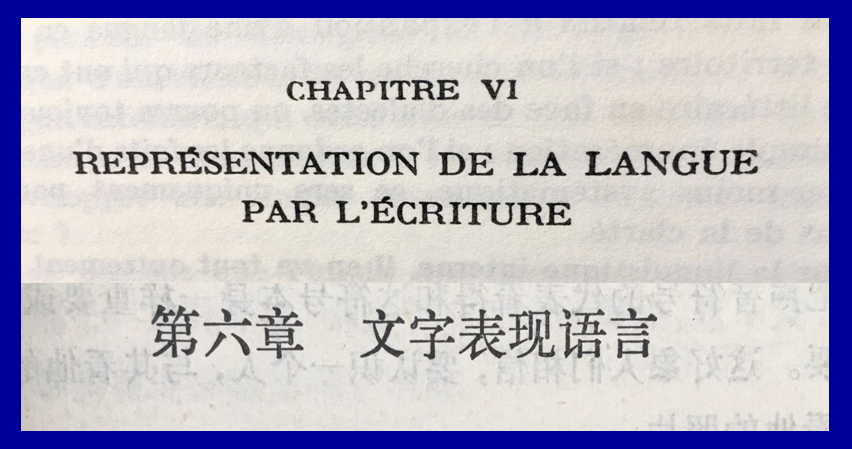 CHAPITRE VI
REPRÉSENTATION DE LA LANGUE
PAR L'ÉCRITURE
第六章 文字表现语言